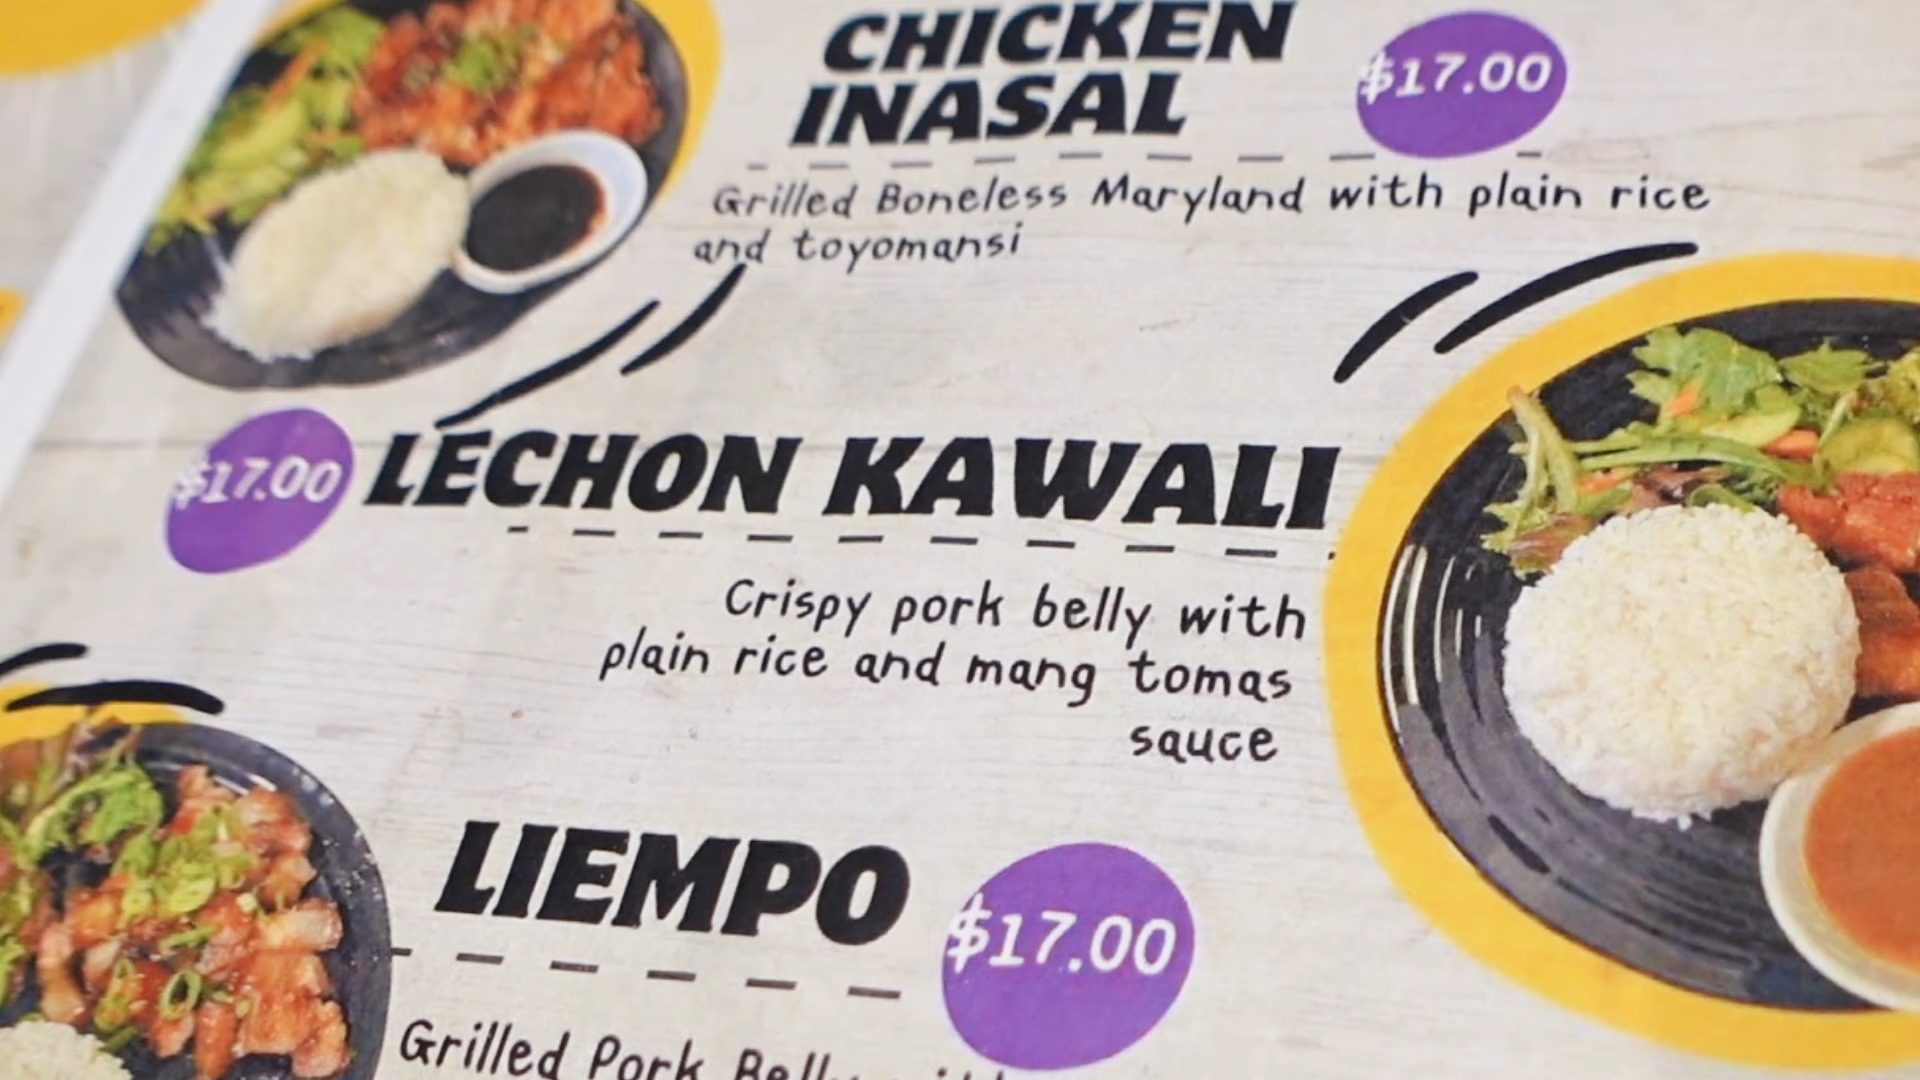 CHICKEN
INASAL
$17.00
Grilled Boneless Maryland with plain rice
and toyomansi
$17.00
LECHON KAWALI
Crispy pork belly with
plain rice and mang tomas
sauce
LIEMPO
$17.00
Grilled Pork Belly